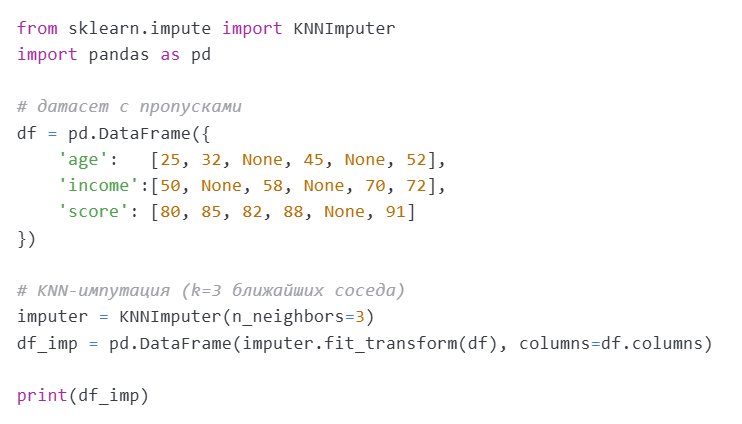 from sklearn.impute import KNNImputer
import pandas as pd
# датасет с пропусками
df = pd.DataFrame({
    'age':   [25, 32, None, 45, None, 52],
    'income':[50, None, 58, None, 70, 72],
    'score': [80, 85, 82, 88, None, 91]
})
# KNN-импутация (k=3 ближайших соседа)
imputer = KNNImputer(n_neighbors=3)
df_imp = pd.DataFrame(imputer.fit_transform(df), columns=df.columns)
print(df_imp)